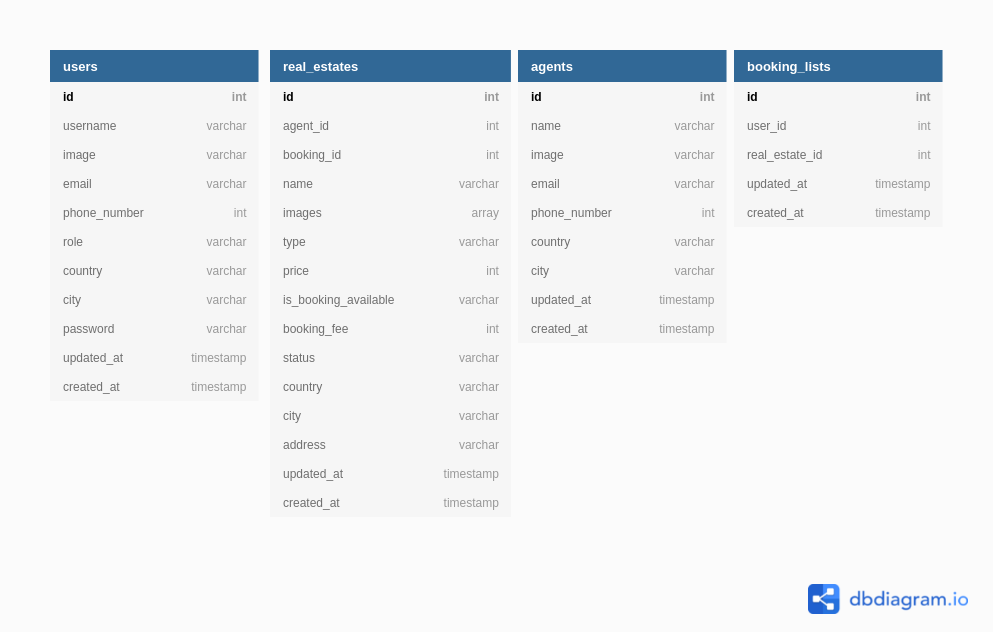 users
id int
username varchar
image varchar
email varchar
phone_number int
role varchar
country varchar
city varchar
password varchar
updated_at timestamp
created_at timestamp
real_estates
id int
agent_id int
booking_id int
name varchar
images array
type varchar
price int
is_booking_available varchar
booking_fee int
status varchar
country varchar
city varchar
address varchar
updated_at timestamp
created_at timestamp
agents
id int
name varchar
image varchar
email varchar
phone_number int
country varchar
city varchar
updated_at timestamp
created_at timestamp
booking_lists
id int
user_id int
real_estate_id int
updated_at timestamp
created_at timestamp
dbdiagram.io